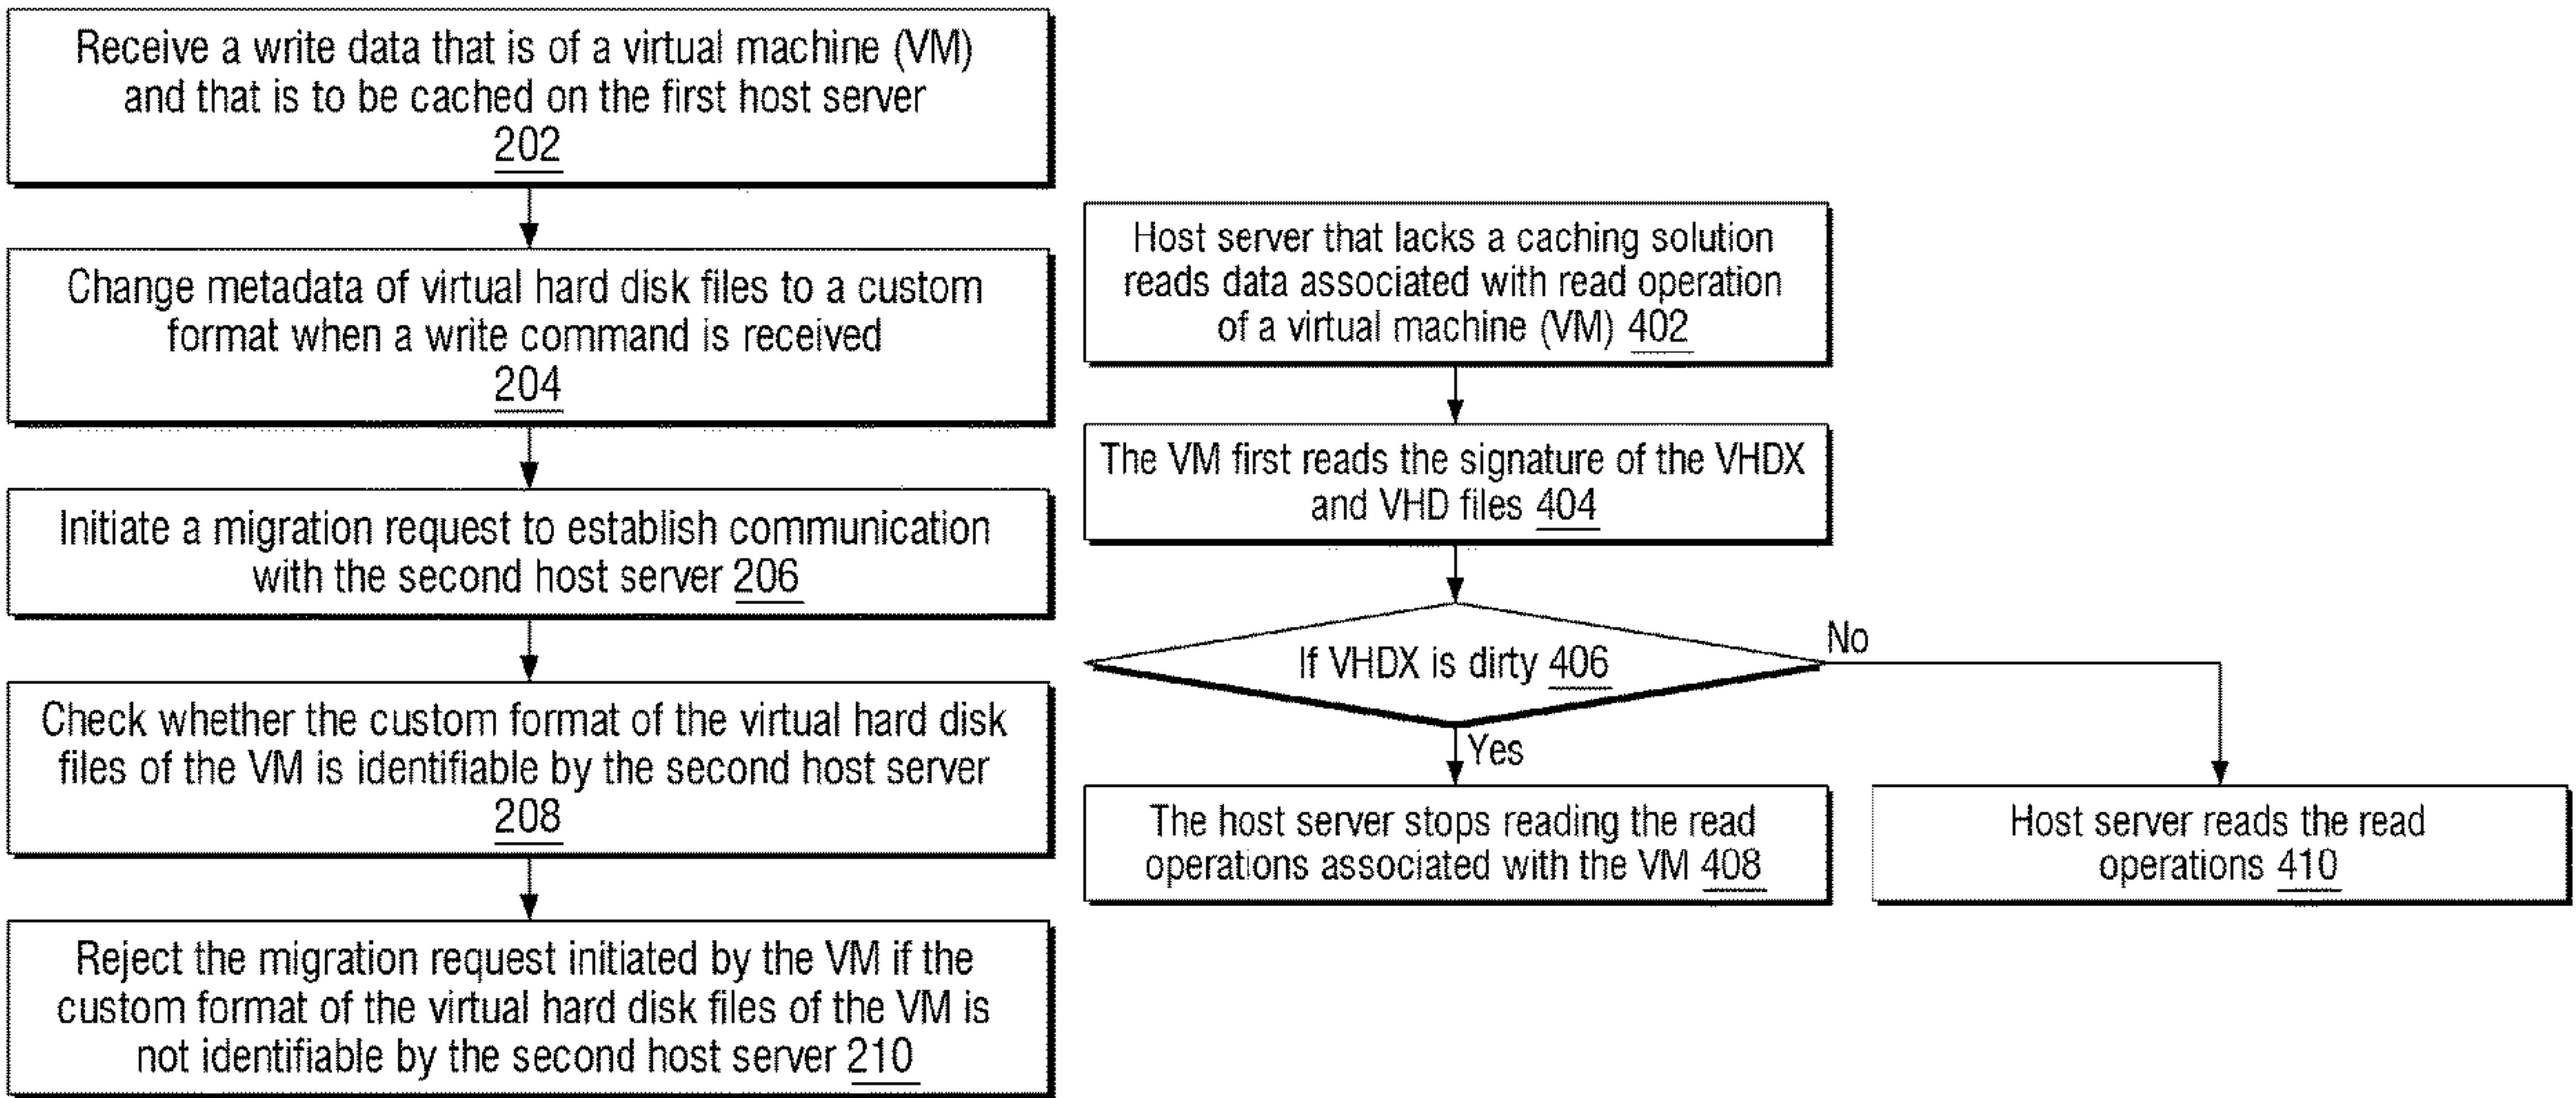 Receive a write data that is of a virtual machine (VM)
and that is to be cached on the first host server
202
Change metadata of virtual hard disk files to a custom
format when a write command is received
204
Initiate a migration request to establish communication
with the second host server 206
Check whether the custom format of the virtual hard disk
files of the VM is identifiable by the second host server
208
Reject the migration request initiated by the VM if the
custom format of the virtual hard disk files of the VM is
not identifiable by the second host server 210
Host server that lacks a caching solution
reads data associated with read operation
of a virtual machine (VM) 402
The VM first reads the signature of the VHDX
and VHD files 404
If VHDX is dirty 406
No
Yes
The host server stops reading the read
operations associated with the VM 408
Host server reads the read
operations 410